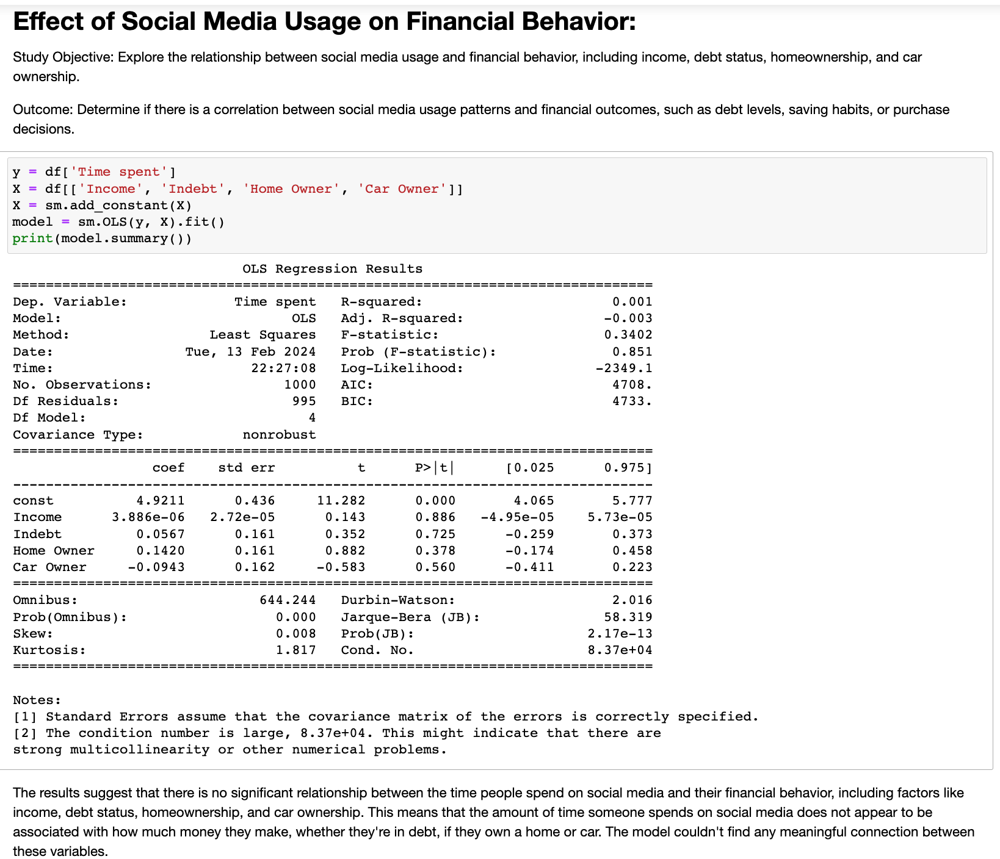 Effect of Social Media Usage on Financial Behavior:
Study Objective: Explore the relationship between social media usage and financial behavior, including income, debt status, homeownership, and car
ownership.
Outcome: Determine if there is a correlation between social media usage patterns and financial outcomes, such as debt levels, saving habits, or purchase
decisions.
y = df['Time spent']
X = df[['Income', 'Indebt', 'Home Owner', 'Car Owner']]
X = sm.add_constant(X)
model = sm.OLS(y, X).fit()
print(model.summary())
                            OLS Regression Results
==============================================================================
Dep. Variable:             Time spent   R-squared:                       0.001
Model:                            OLS   Adj. R-squared:                 -0.003
Method:                 Least Squares   F-statistic:                    0.3402
Date:                Tue, 13 Feb 2024   Prob (F-statistic):              0.851
Time:                        22:27:08   Log-Likelihood:                -2349.1
No. Observations:                1000   AIC:                             4708.
Df Residuals:                     995   BIC:                             4733.
Df Model:                           4
Covariance Type:            nonrobust
==============================================================================
                 coef    std err          t      P>|t|      [0.025      0.975]
------------------------------------------------------------------------------
const          4.9211      0.436     11.282      0.000       4.065       5.777
Income      3.886e-06   2.72e-05      0.143      0.886   -4.95e-05    5.73e-05
Indebt         0.0567      0.161      0.352      0.725      -0.259       0.373
Home Owner     0.1420      0.161      0.882      0.378      -0.174       0.458
Car Owner     -0.0943      0.162     -0.583      0.560      -0.411       0.223
==============================================================================
Omnibus:                      644.244   Durbin-Watson:                   2.016
Prob(Omnibus):                  0.000   Jarque-Bera (JB):               58.319
Skew:                           0.008   Prob(JB):                     2.17e-13
Kurtosis:                       1.817   Cond. No.                     8.37e+04
==============================================================================
Notes:
[1] Standard Errors assume that the covariance matrix of the errors is correctly specified.
[2] The condition number is large, 8.37e+04. This might indicate that there are
strong multicollinearity or other numerical problems.
The results suggest that there is no significant relationship between the time people spend on social media and their financial behavior, including factors like
income, debt status, homeownership, and car ownership. This means that the amount of time someone spends on social media does not appear to be
associated with how much money they make, whether they're in debt, if they own a home or car. The model couldn't find any meaningful connection between
these variables.